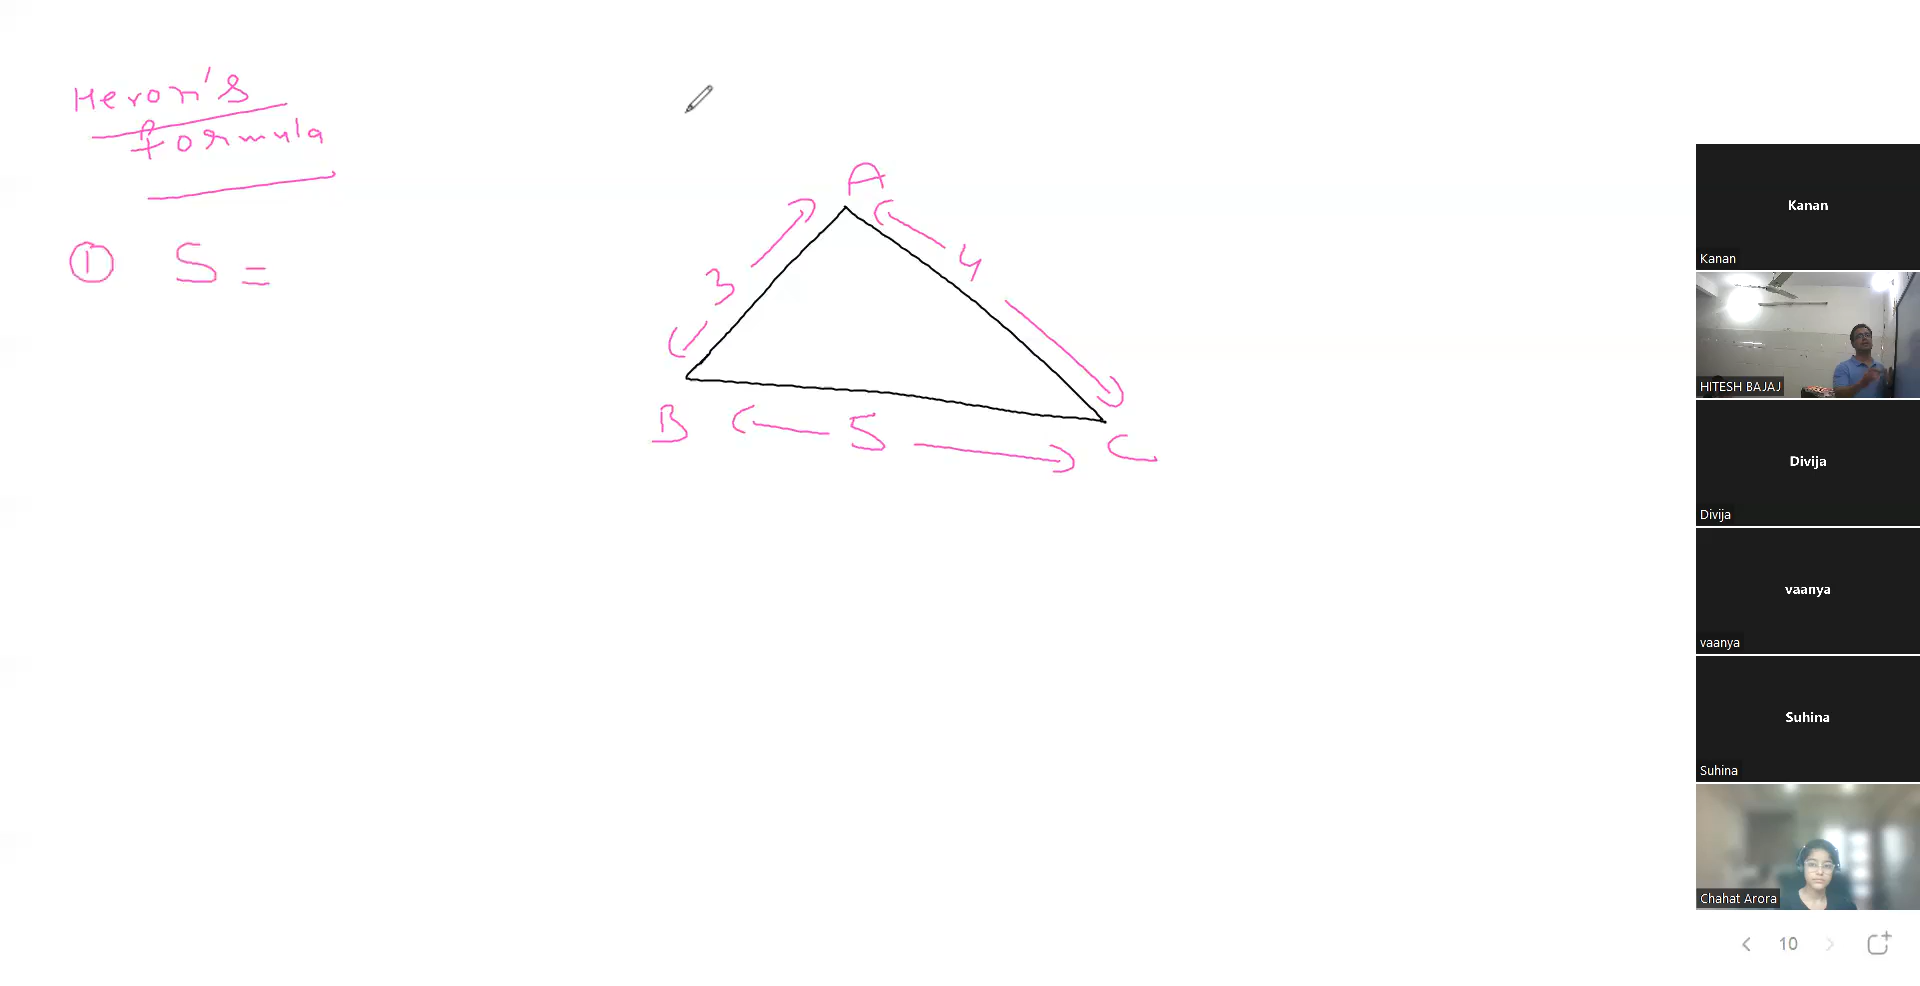 Heron's
formula
① S =
A
3
4
B
5
C
Kanan
Kanan
HITESH BAJAJ
Divija
Divija
vaanya
vaanya
Suhina
Suhina
Chahat Arora
10